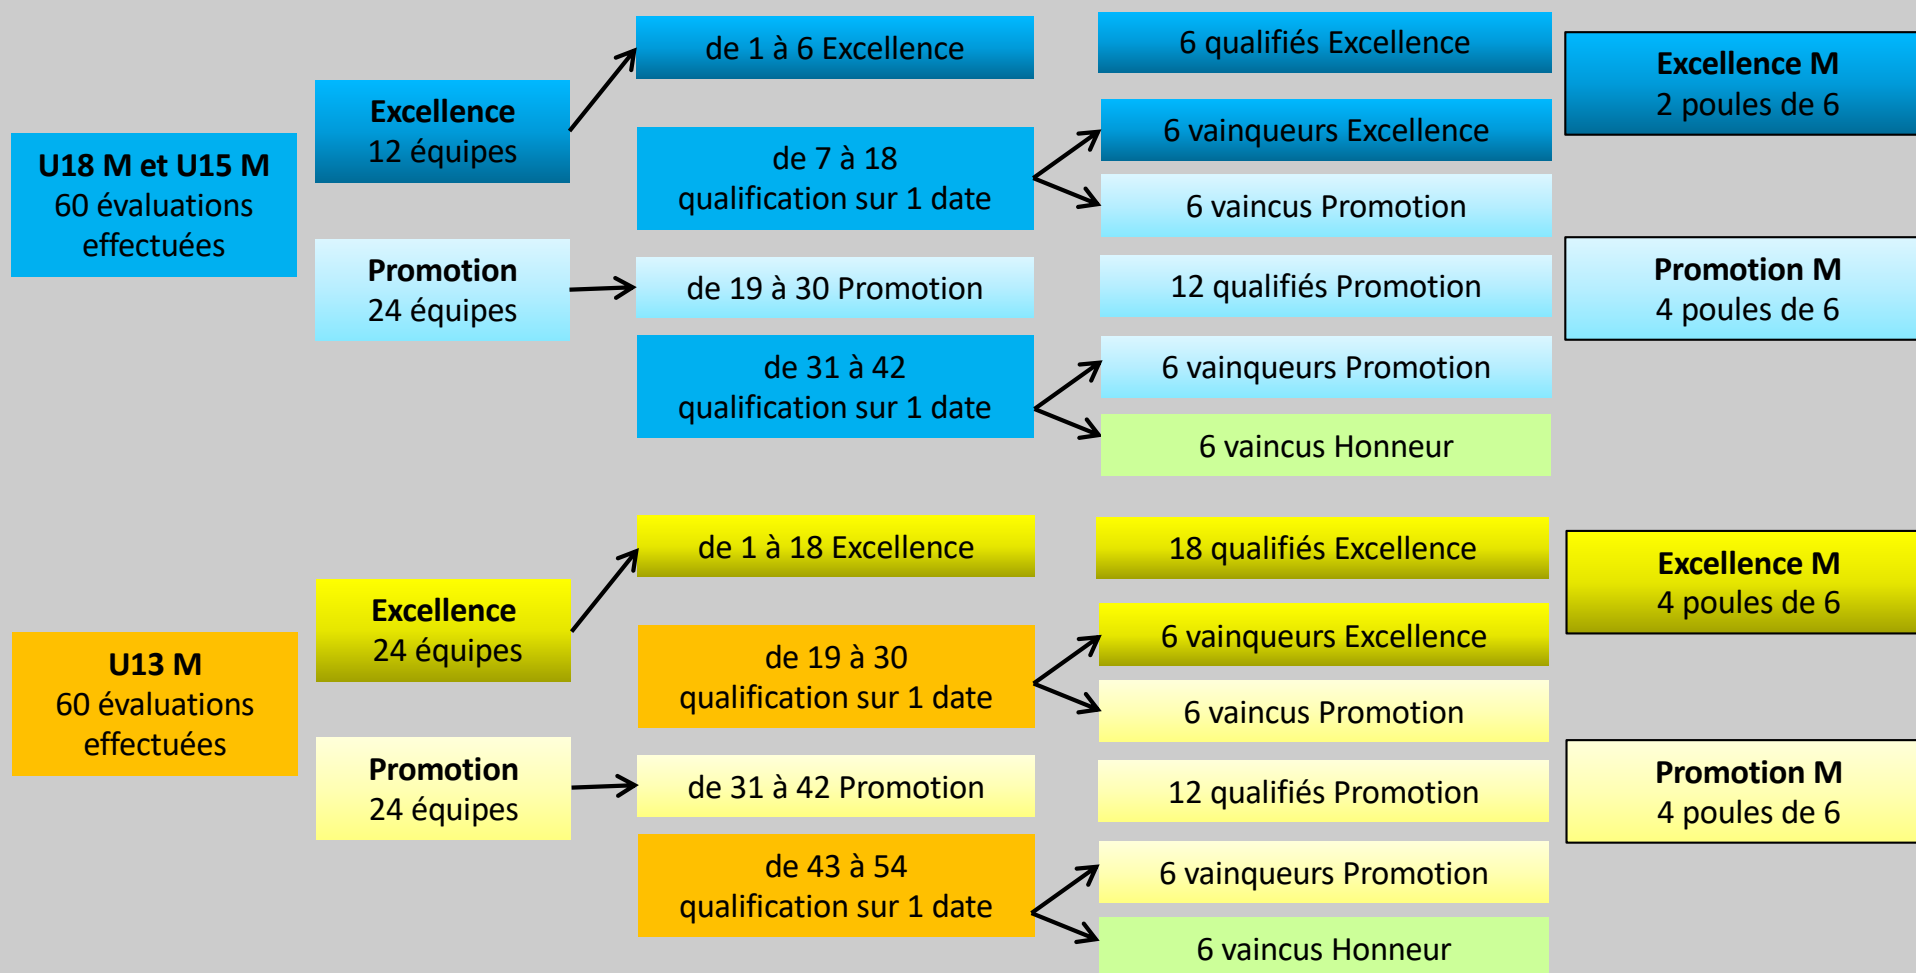 U18 M et U15 M
60 évaluations
effectuées
Excellence
12 équipes
Promotion
24 équipes
de 1 à 6 Excellence
de 7 à 18
qualification sur 1 date
de 19 à 30 Promotion
de 31 à 42
qualification sur 1 date
6 qualifiés Excellence
6 vainqueurs Excellence
6 vaincus Promotion
12 qualifiés Promotion
6 vainqueurs Promotion
6 vaincus Honneur
Excellence M
2 poules de 6
Promotion M
4 poules de 6
U13 M
60 évaluations
effectuées
Excellence
24 équipes
Promotion
24 équipes
de 1 à 18 Excellence
de 19 à 30
qualification sur 1 date
de 31 à 42 Promotion
de 43 à 54
qualification sur 1 date
18 qualifiés Excellence
6 vainqueurs Excellence
6 vaincus Promotion
12 qualifiés Promotion
6 vainqueurs Promotion
6 vaincus Honneur
Excellence M
4 poules de 6
Promotion M
4 poules de 6